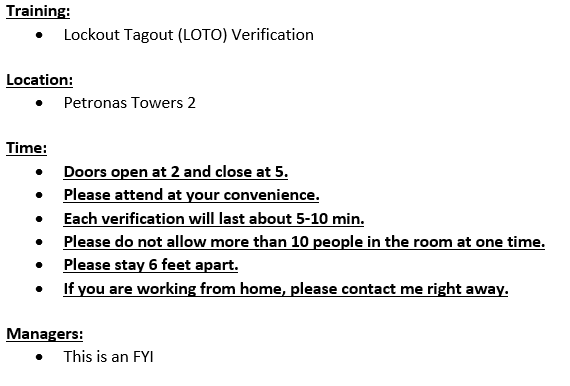 Training:
• Lockout Tagout (LOTO) Verification
Location:
• Petronas Towers 2
Time:
• Doors open at 2 and close at 5.
• Please attend at your convenience.
• Each verification will last about 5-10 min.
• Please do not allow more than 10 people in the room at one time.
• Please stay 6 feet apart.
• If you are working from home, please contact me right away.
Managers:
• This is an FYI